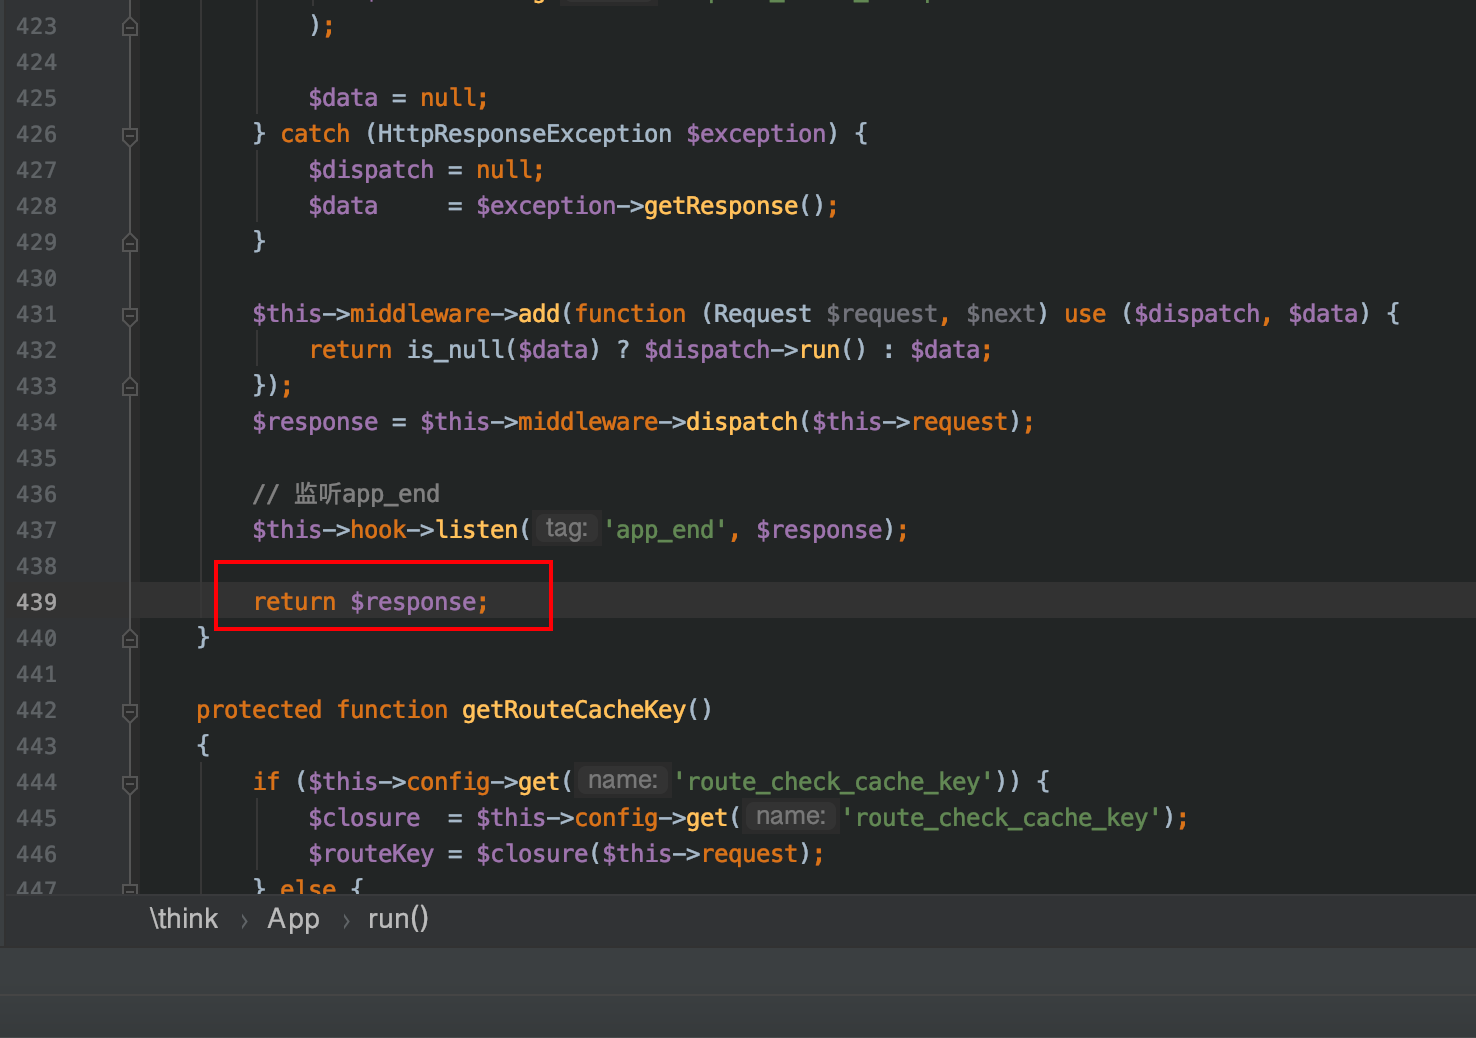 423 );
424
425 $data = null;
426 } catch (HttpResponseException $exception) {
427 $dispatch = null;
428 $data = $exception->getResponse();
429 }
430
431 $this->middleware->add(function (Request $request, $next) use ($dispatch, $data) {
432 return is_null($data) ? $dispatch->run() : $data;
433 });
434 $response = $this->middleware->dispatch($this->request);
435
436 // 监听app_end
437 $this->hook->listen( tag: 'app_end', $response);
438
439 return $response;
440 }
441
442 protected function getRouteCacheKey()
443 {
444 if ($this->config->get( name: 'route_check_cache_key')) {
445 $closure = $this->config->get( name: 'route_check_cache_key');
446 $routeKey = $closure($this->request);
447 } else {
\think › App › run()